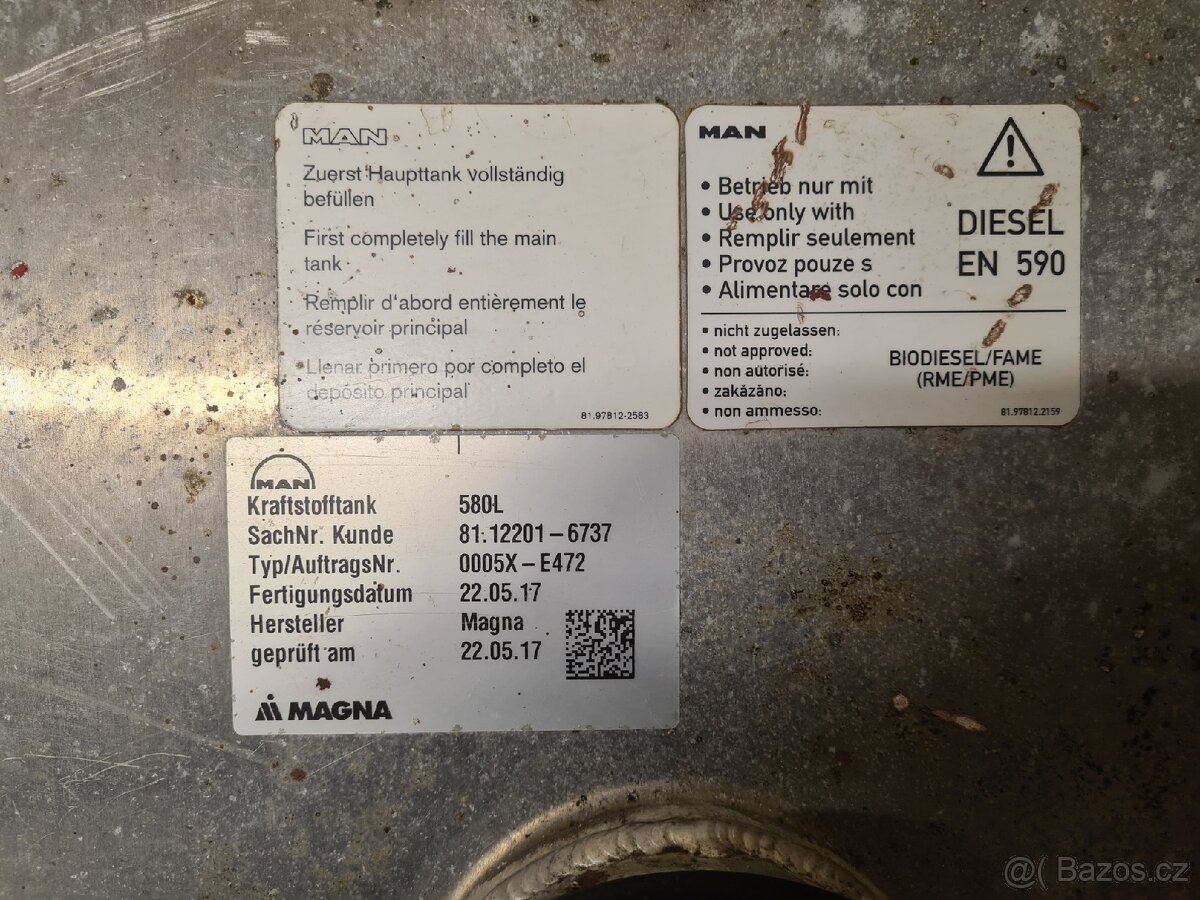 MAN
Zuerst Haupttank vollständig
befüllen
First completely fill the main
tank
Remplir d'abord entièrement le
réservoir principal
Llenar primero por completo el
depósito principal
81.97812-2583
MAN
• Betrieb nur mit
• Use only with
• Remplir seulement
• Provoz pouze s
• Alimentare solo con
DIESEL
EN 590
• nicht zugelassen:
• not approved:
• non autorisé:
• zakázáno:
• non ammesso:
BIODIESEL/FAME
(RME/PME)
81.97812.2159
MAN
Kraftstofftank 580L
SachNr. Kunde 81.12201-6737
Typ/AuftragsNr. 0005X-E472
Fertigungsdatum 22.05.17
Hersteller Magna
geprüft am 22.05.17
MAGNA
@( Bazos.cz